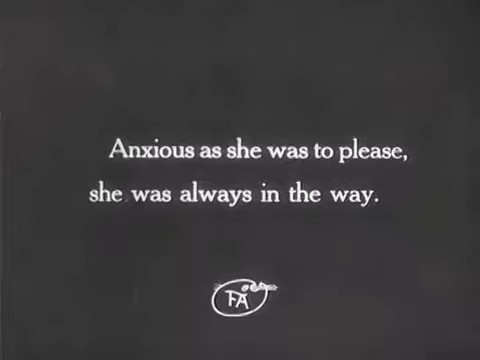 Anxious as she was to please,
she was always in the way.
FA